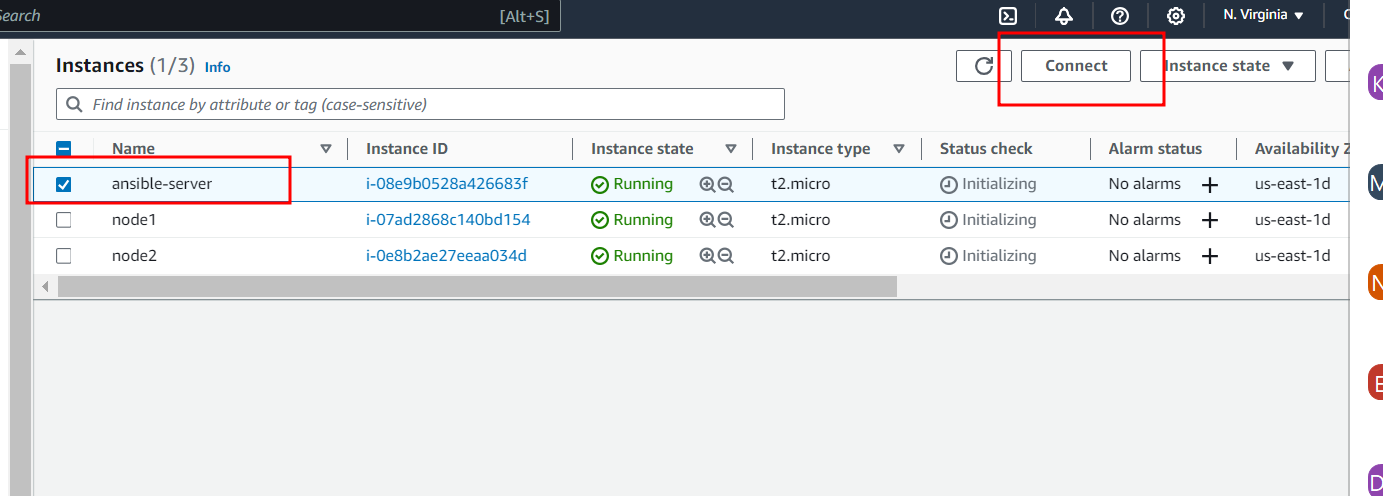 Search [Alt+S] N. Virginia
Instances (1/3) Info Connect Instance state
Find instance by attribute or tag (case-sensitive)
Name Instance ID Instance state Instance type Status check Alarm status Availability Z
ansible-server i-08e9b0528a426683f Running t2.micro Initializing No alarms us-east-1d
node1 i-07ad2868c140bd154 Running t2.micro Initializing No alarms us-east-1d
node2 i-0e8b2ae27eeaa034d Running t2.micro Initializing No alarms us-east-1d
K
M
N
E
D